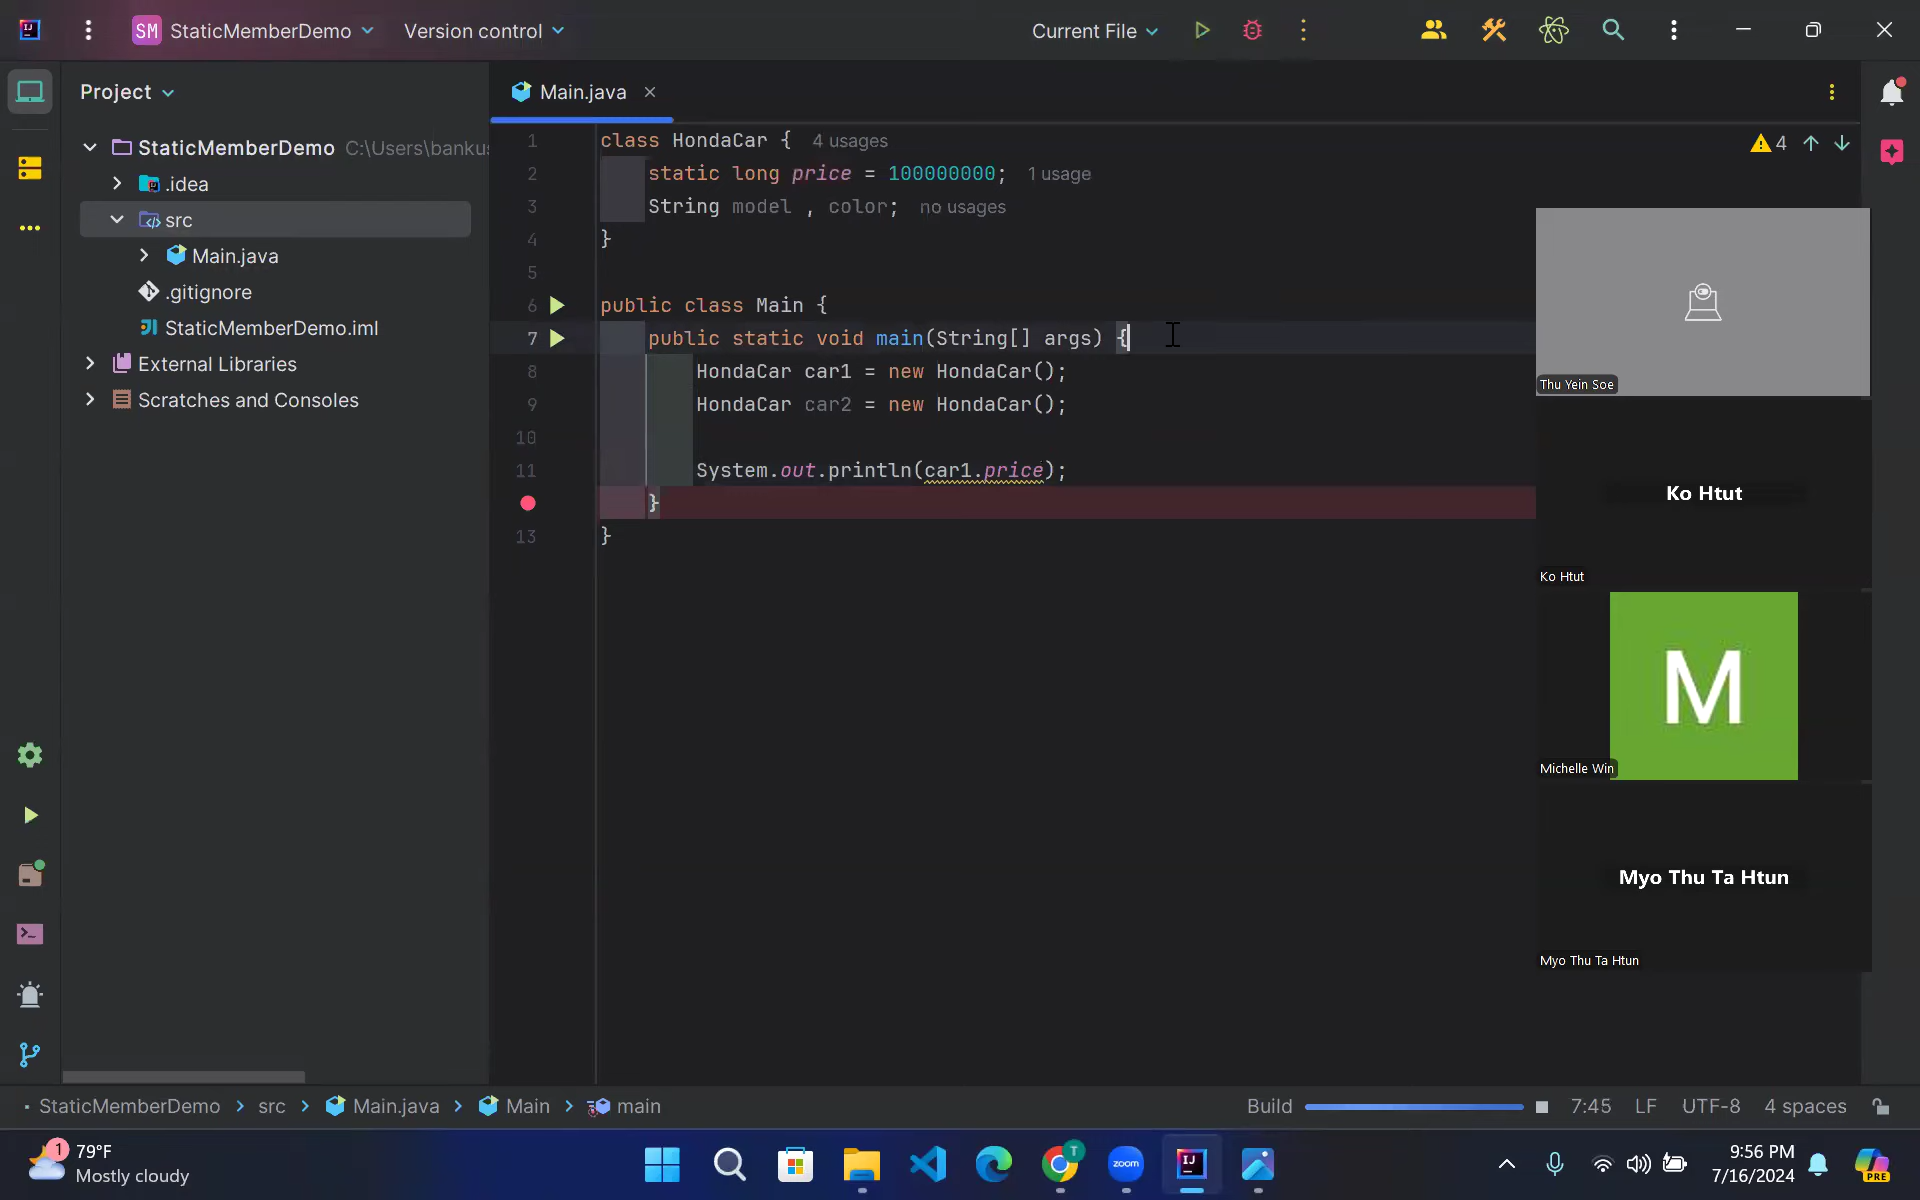 SM StaticMemberDemo Version control Current File
Project
Main.java
StaticMemberDemo C:\Users\banku
.idea
src
Main.java
.gitignore
StaticMemberDemo.iml
External Libraries
Scratches and Consoles
1 class HondaCar { 4 usages
2 static long price = 100000000; 1 usage
3 String model , color; no usages
4 }
5
6 public class Main {
7 public static void main(String[] args) {
8 HondaCar car1 = new HondaCar();
9 HondaCar car2 = new HondaCar();
10
11 System.out.println(car1.price);
}
13 }
4
Thu Yein Soe
Ko Htut
Ko Htut
M
Michelle Win
Myo Thu Ta Htun
Myo Thu Ta Htun
StaticMemberDemo > src > Main.java > Main > main
Build 7:45 LF UTF-8 4 spaces
1
79°F
Mostly cloudy
T
zoom
IJ
9:56 PM
7/16/2024
PRE